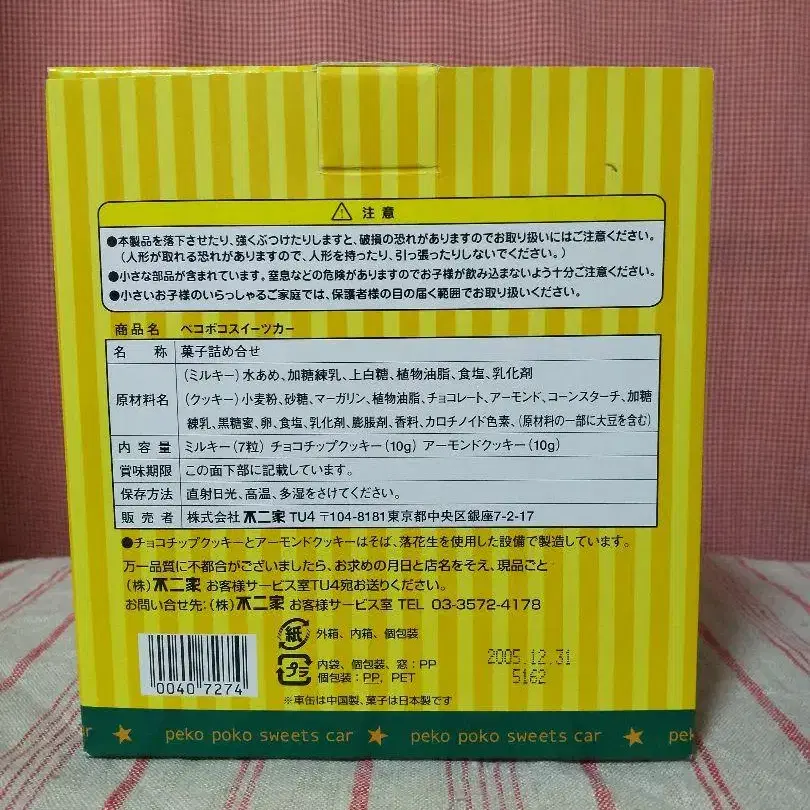 ⚠ 注意
●本製品を落下させたり、強くぶつけたりしますと、破損の恐れがありますのでお取り扱いにはご注意ください。
(人形が取れる恐れがありますので、人形を持ったり、引っ張ったりしないでください。)
●小さな部品が含まれています。窒息などの危険がありますのでお子様が飲み込まないよう十分ご注意ください。
●小さいお子様のいらっしゃるご家庭では、保護者様の目の届く範囲でお取り扱いください。
商品名 ペコポコスイーツカー
名称 菓子詰め合せ
原材料名 (ミルキー)水あめ、加糖練乳、上白糖、植物油脂、食塩、乳化剤
(クッキー)小麦粉、砂糖、マーガリン、植物油脂、チョコレート、アーモンド、コーンスターチ、加糖
練乳、黒糖蜜、卵、食塩、乳化剤、膨脹剤、香料、カロチノイド色素、(原材料の一部に大豆を含む)
内容量 ミルキー(7粒) チョコチップクッキー(10g) アーモンドクッキー(10g)
賞味期限 この面下部に記載しています。
保存方法 直射日光、高温、多湿をさけてください。
販売者 株式会社 不二家 TU4 〒104-8181東京都中央区銀座7-2-17
●チョコチップクッキーとアーモンドクッキーはそば、落花生を使用した設備で製造しています。
万一品質に不都合がございましたら、お求めの月日と店名をそえ、現品ごと
(株)不二家 お客様サービス室TU4宛お送りください。
お問い合せ先:(株)不二家 お客様サービス室 TEL 03-3572-4178
紙 外箱、内箱、個包装
プラ 内袋、個包装、窓:PP
個包装:PP、PET
2005.12.31
5162
0040 7274
※車缶は中国製、菓子は日本製です
ar ★ peko poko sweets car ★ peko poko sweets car ★ pek